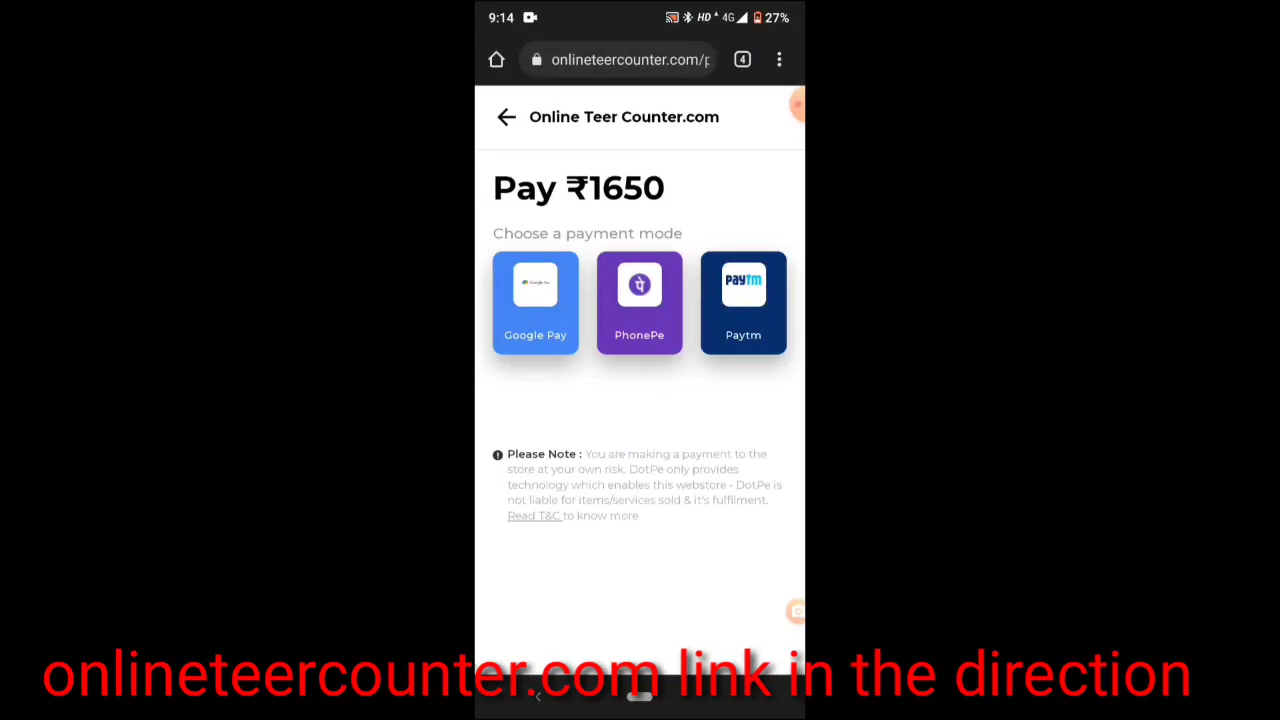 9:14 HD 4G 27%
onlineteercounter.com/p 4
Online Teer Counter.com
Pay ₹1650
Choose a payment mode
Google Pay
पे
paytm
Google Pay PhonePe Paytm
Please Note : You are making a payment to the
store at your own risk. DotPe only provides
technology which enables this webstore - DotPe is
not liable for items/services sold & it's fulfilment.
Read T&C to know more
onlineteercounter.com link in the direction